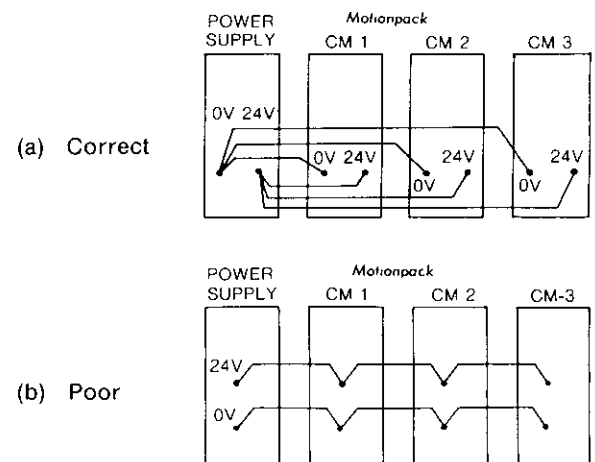 POWER SUPPLY
Motionpack
CM 1 CM 2 CM 3
(a) Correct
0V 24V
0V 24V
0V 24V
0V 24V
POWER SUPPLY
Motionpack
CM 1 CM 2 CM-3
(b) Poor
24V
0V